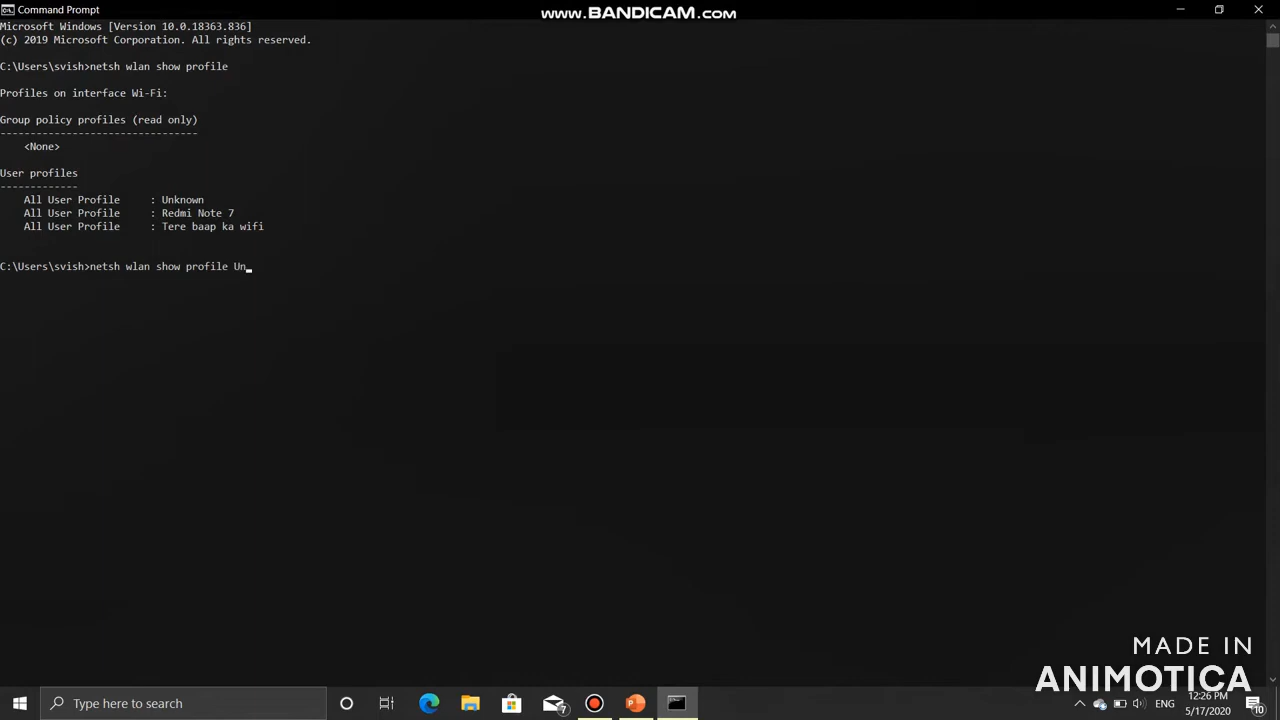 Command Prompt
www.BANDICAM.com
Microsoft Windows [Version 10.0.18363.836]
(c) 2019 Microsoft Corporation. All rights reserved.
C:\Users\svish>netsh wlan show profile
Profiles on interface Wi-Fi:
Group policy profiles (read only)
---------------------------------
<None>
User profiles
-------------
All User Profile     : Unknown
All User Profile     : Redmi Note 7
All User Profile     : Tere baap ka wifi
C:\Users\svish>netsh wlan show profile Un_
MADE IN
ANIMOTICA
Type here to search
7
ENG
12:26 PM
5/17/2020
10